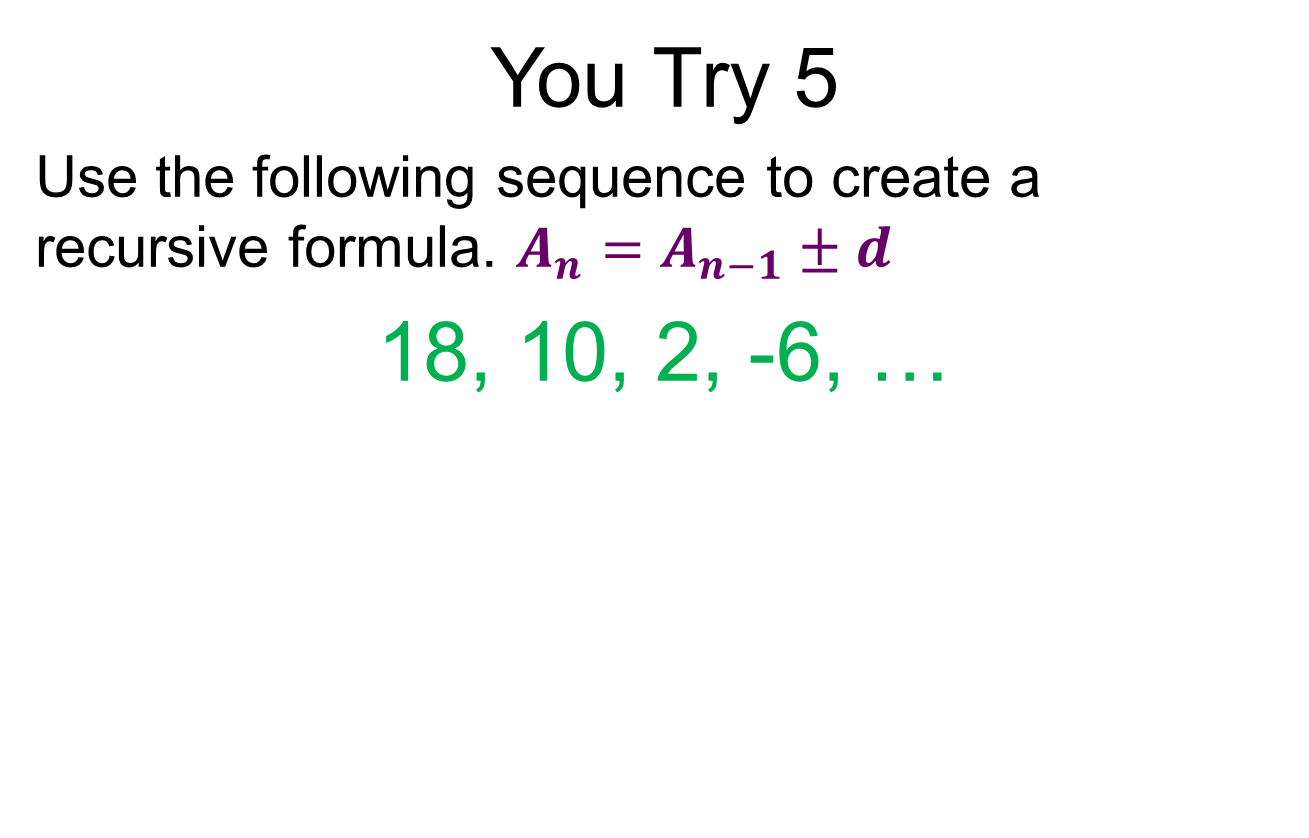 You Try 5
Use the following sequence to create a
recursive formula. 𝑨ₙ = 𝑨ₙ₋₁ ± 𝒅
18, 10, 2, -6, …